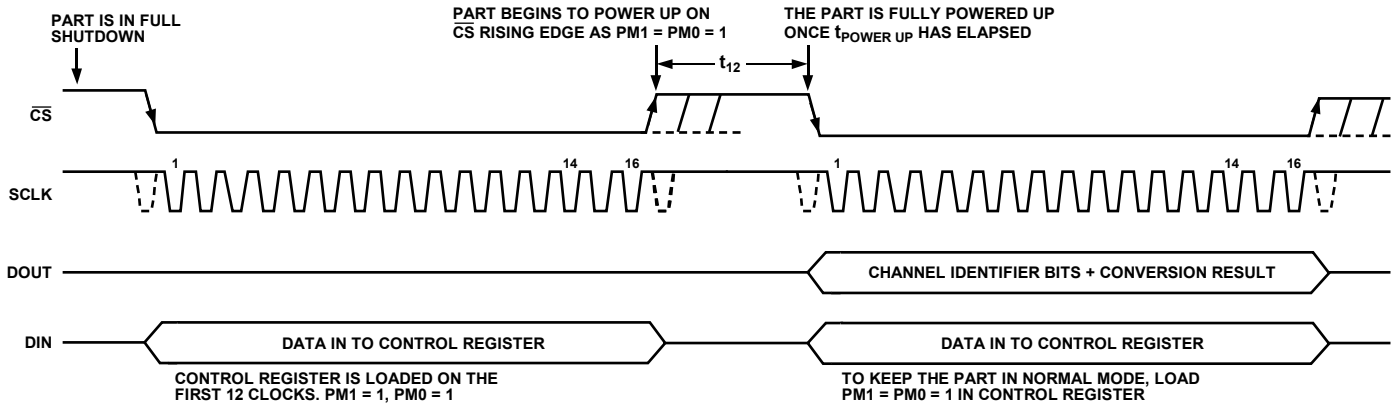 PART IS IN FULL
SHUTDOWN
PART BEGINS TO POWER UP ON
C̅S̅ RISING EDGE AS PM1 = PM0 = 1
THE PART IS FULLY POWERED UP
ONCE tPOWER UP HAS ELAPSED
t12
C̅S̅
SCLK
1
14
16
1
14
16
DOUT
CHANNEL IDENTIFIER BITS + CONVERSION RESULT
DIN
DATA IN TO CONTROL REGISTER
DATA IN TO CONTROL REGISTER
CONTROL REGISTER IS LOADED ON THE
FIRST 12 CLOCKS. PM1 = 1, PM0 = 1
TO KEEP THE PART IN NORMAL MODE, LOAD
PM1 = PM0 = 1 IN CONTROL REGISTER